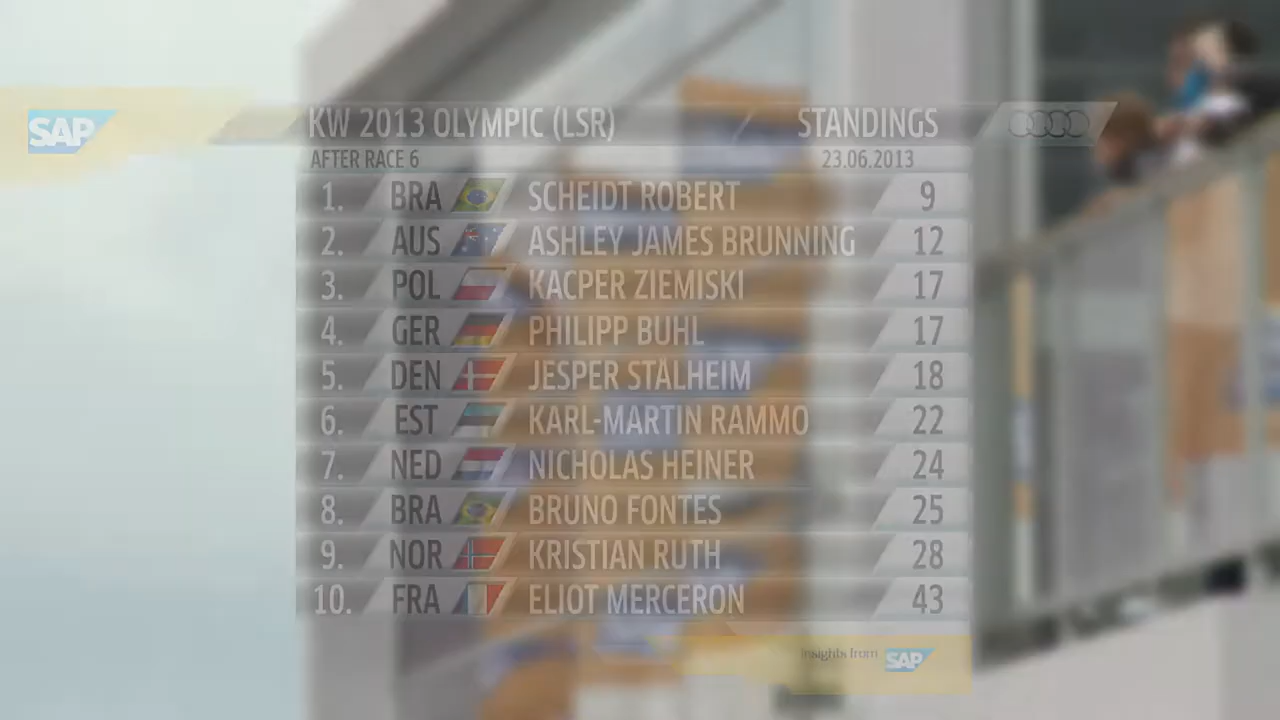 SAP
KW 2013 OLYMPIC (LSR) STANDINGS
AFTER RACE 6 23.06.2013
1. BRA SCHEIDT ROBERT 9
2. AUS ASHLEY JAMES BRUNNING 12
3. POL KACPER ZIEMISKI 17
4. GER PHILIPP BUHL 17
5. DEN JESPER STÅLHEIM 18
6. EST KARL-MARTIN RAMMO 22
7. NED NICHOLAS HEINER 24
8. BRA BRUNO FONTES 25
9. NOR KRISTIAN RUTH 28
10. FRA ELIOT MERCERON 43
Insights from SAP